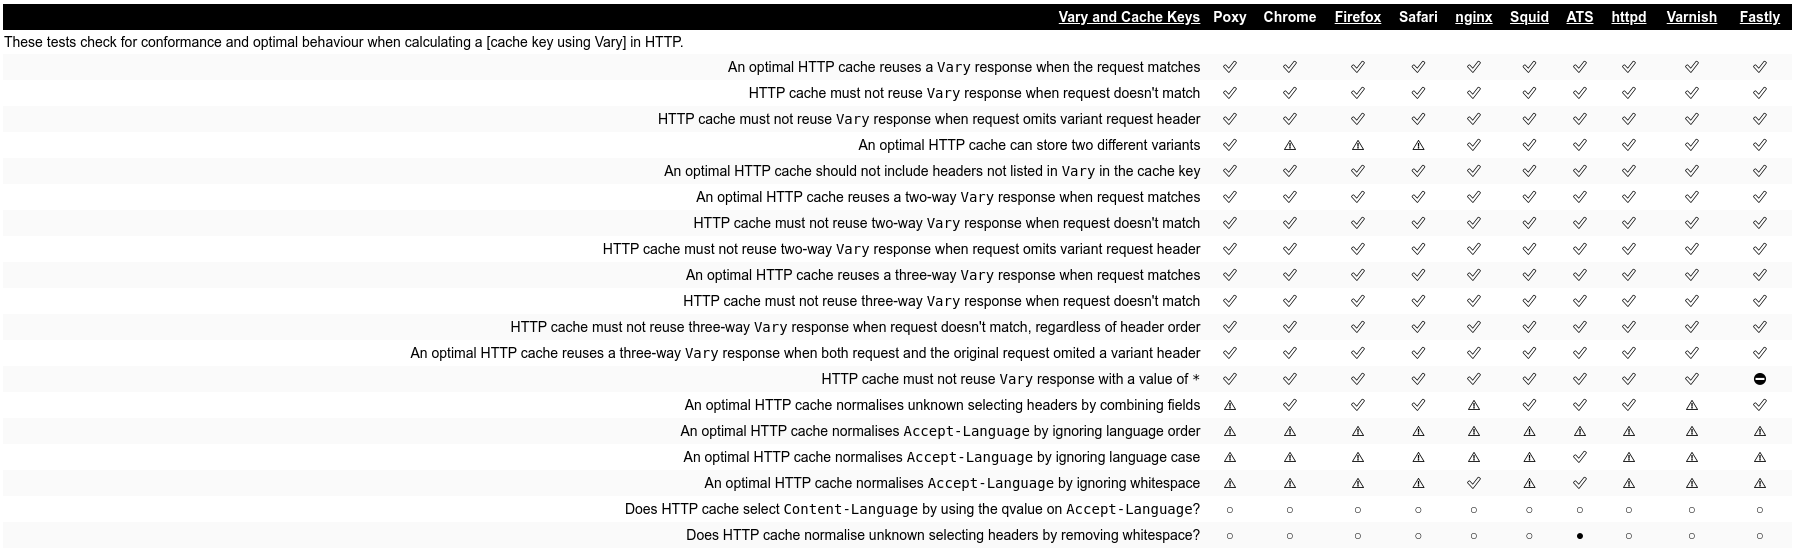 Vary and Cache Keys Poxy Chrome Firefox Safari nginx Squid ATS httpd Varnish Fastly
These tests check for conformance and optimal behaviour when calculating a [cache key using Vary] in HTTP.
An optimal HTTP cache reuses a Vary response when the request matches
HTTP cache must not reuse Vary response when request doesn't match
HTTP cache must not reuse Vary response when request omits variant request header
An optimal HTTP cache can store two different variants
An optimal HTTP cache should not include headers not listed in Vary in the cache key
An optimal HTTP cache reuses a two-way Vary response when request matches
HTTP cache must not reuse two-way Vary response when request doesn't match
HTTP cache must not reuse two-way Vary response when request omits variant request header
An optimal HTTP cache reuses a three-way Vary response when request matches
HTTP cache must not reuse three-way Vary response when request doesn't match
HTTP cache must not reuse three-way Vary response when request doesn't match, regardless of header order
An optimal HTTP cache reuses a three-way Vary response when both request and the original request omited a variant header
HTTP cache must not reuse Vary response with a value of *
An optimal HTTP cache normalises unknown selecting headers by combining fields
An optimal HTTP cache normalises Accept-Language by ignoring language order
An optimal HTTP cache normalises Accept-Language by ignoring language case
An optimal HTTP cache normalises Accept-Language by ignoring whitespace
Does HTTP cache select Content-Language by using the qvalue on Accept-Language?
Does HTTP cache normalise unknown selecting headers by removing whitespace?